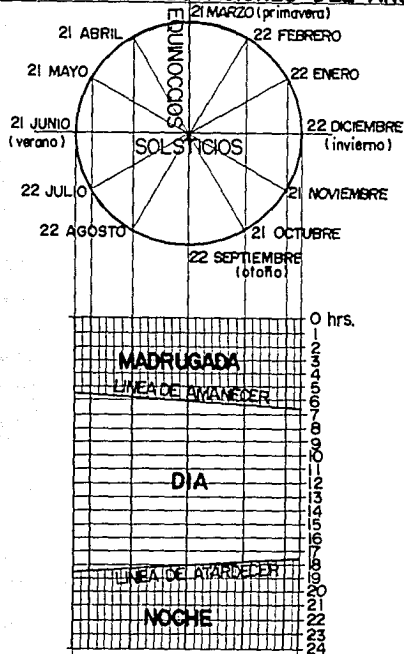 21 MARZO (primavera)
21 ABRIL
22 FEBRERO
EQUINOCCIOS
21 MAYO
22 ENERO
21 JUNIO
(verano)
22 DICIEMBRE
(invierno)
SOLSTICIOS
22 JULIO
21 NOVIEMBRE
22 AGOSTO
21 OCTUBRE
22 SEPTIEMBRE
(otoño)
0 hrs.
1
2
MADRUGADA
3
4
LINEA DE AMANECER
5
6
7
8
9
10
11
DIA
12
13
14
15
16
17
18
LINEA DE ATARDECER
19
20
21
NOCHE
22
23
24